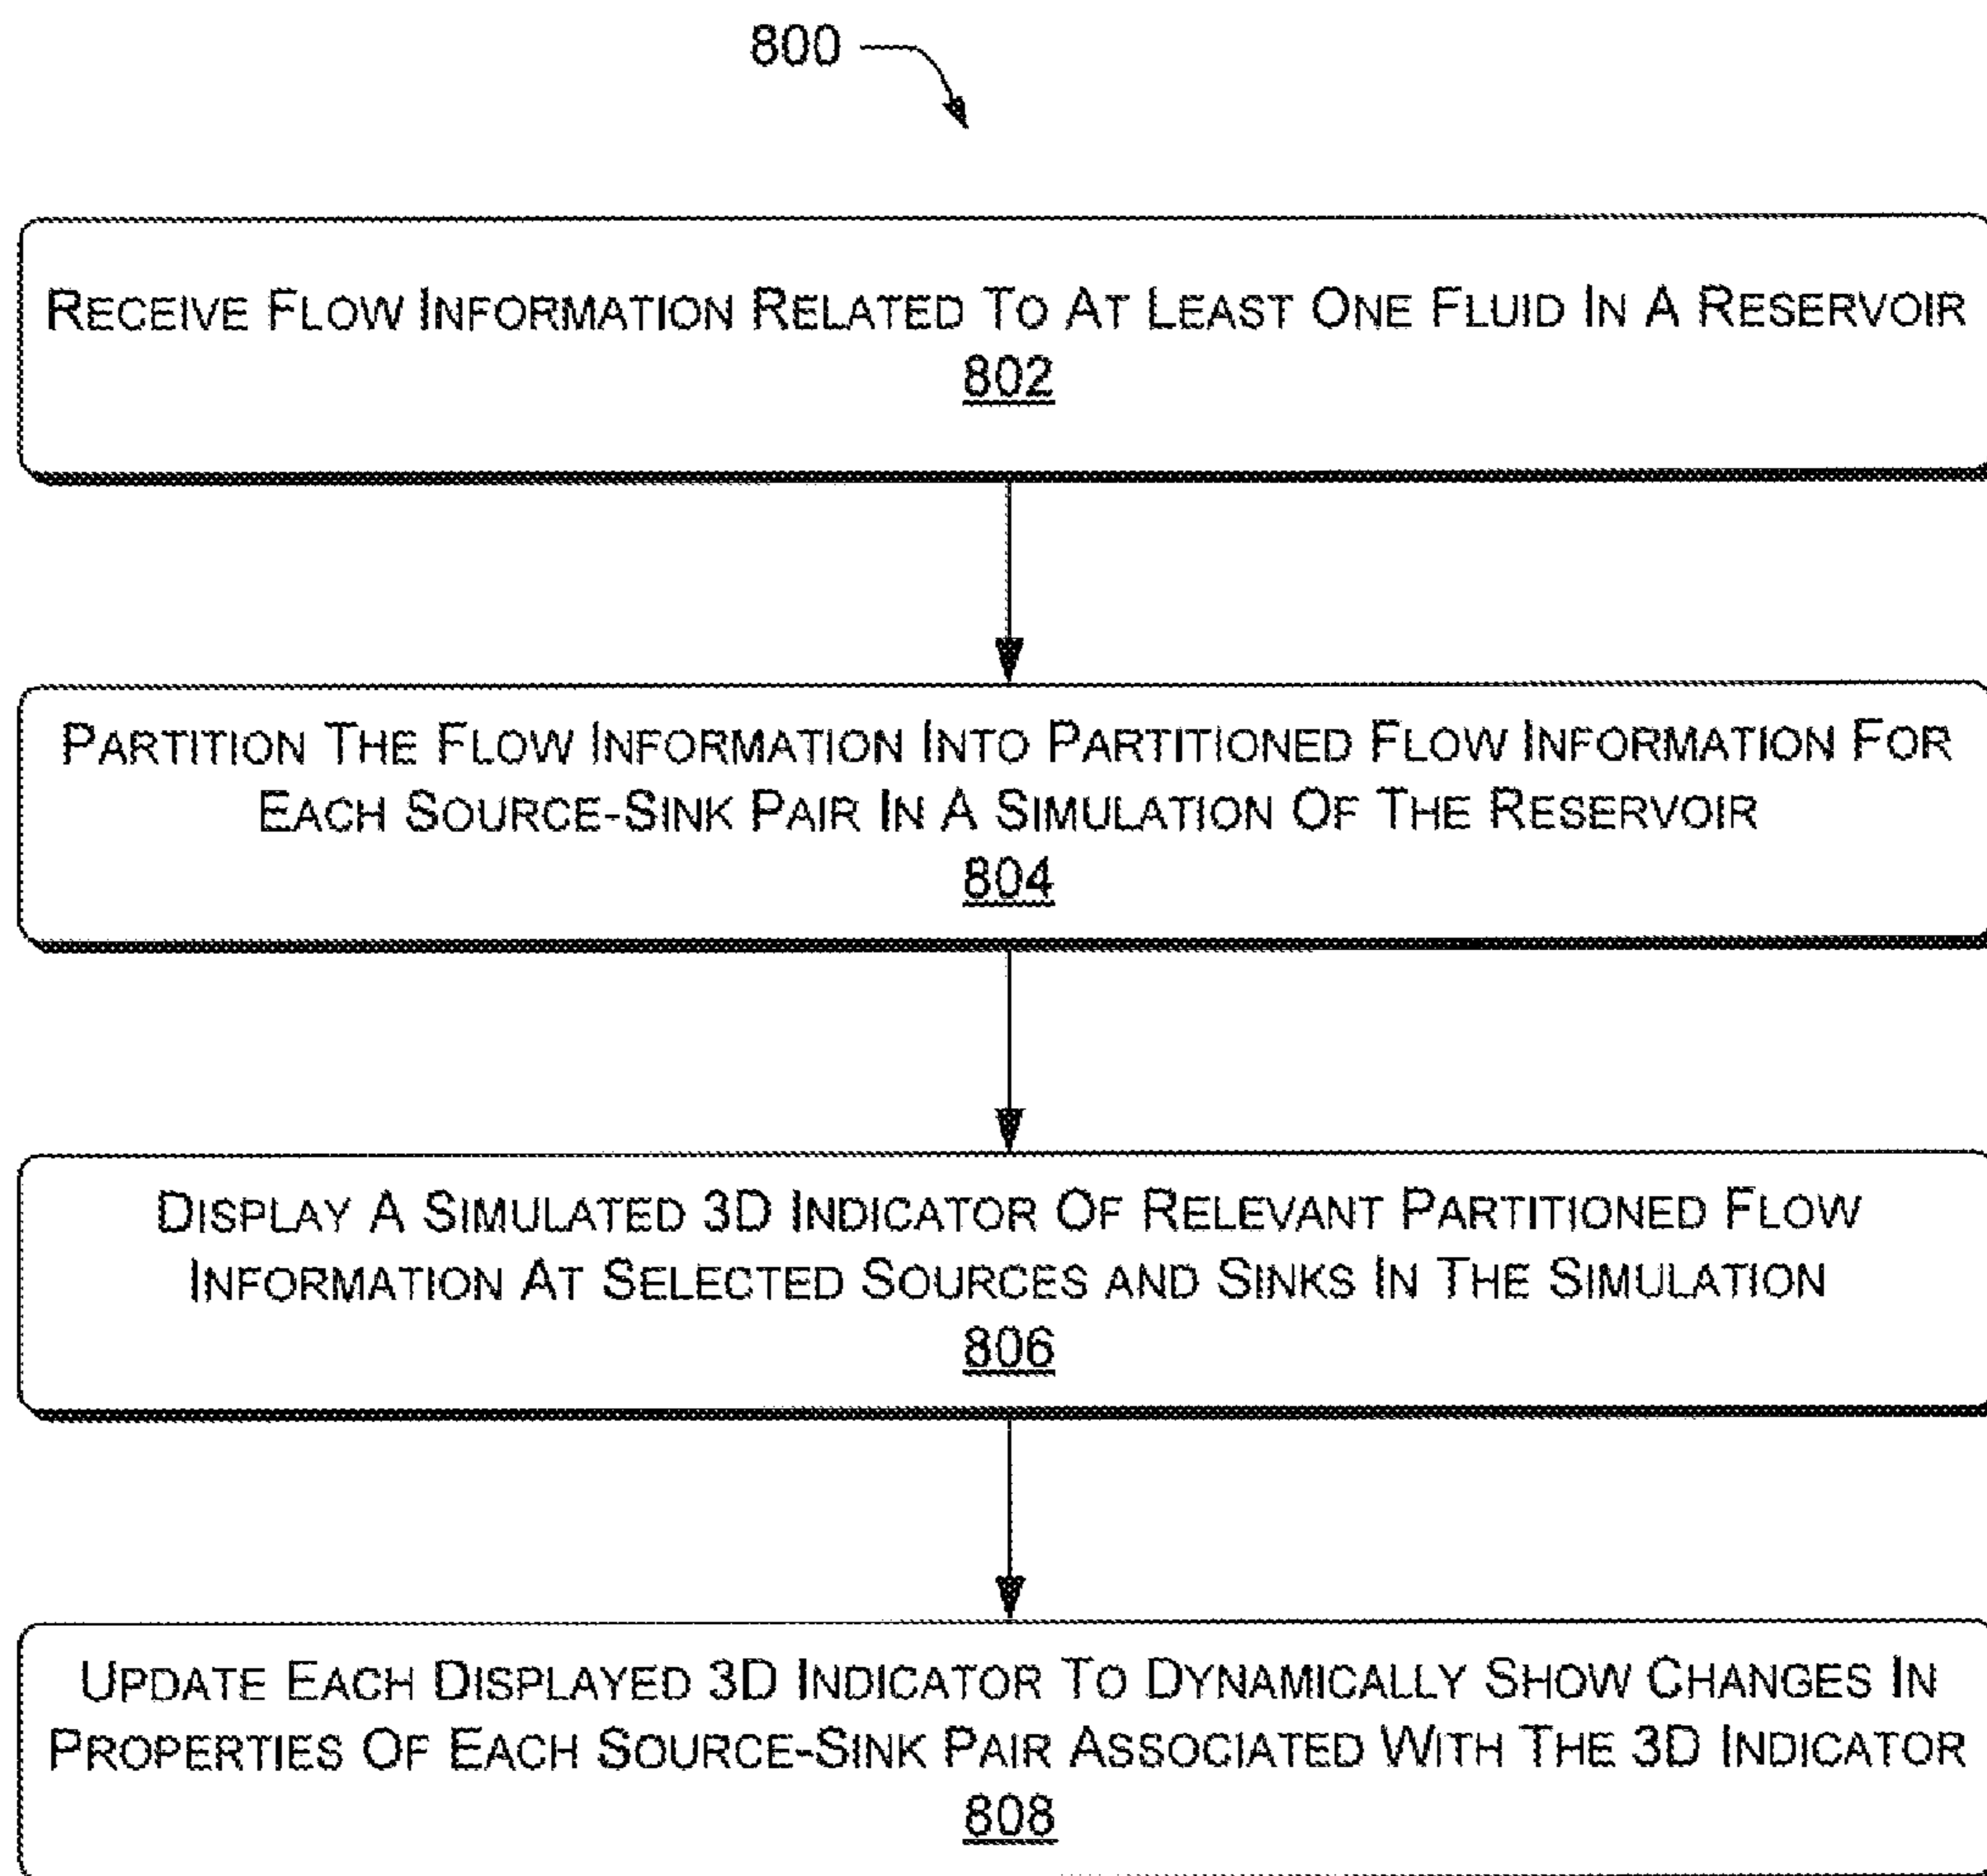 800
RECEIVE FLOW INFORMATION RELATED TO AT LEAST ONE FLUID IN A RESERVOIR
802
PARTITION THE FLOW INFORMATION INTO PARTITIONED FLOW INFORMATION FOR
EACH SOURCE-SINK PAIR IN A SIMULATION OF THE RESERVOIR
804
DISPLAY A SIMULATED 3D INDICATOR OF RELEVANT PARTITIONED FLOW
INFORMATION AT SELECTED SOURCES AND SINKS IN THE SIMULATION
806
UPDATE EACH DISPLAYED 3D INDICATOR TO DYNAMICALLY SHOW CHANGES IN
PROPERTIES OF EACH SOURCE-SINK PAIR ASSOCIATED WITH THE 3D INDICATOR
808